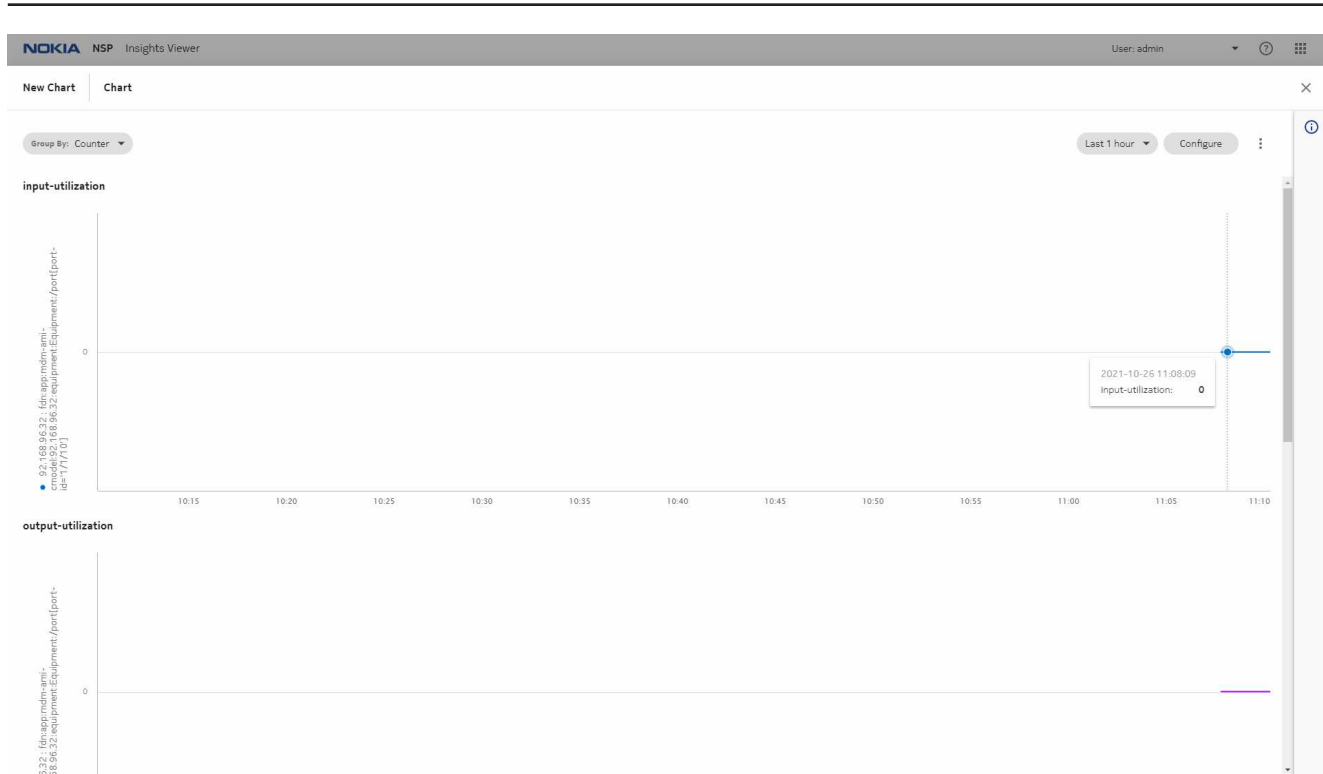 NOKIA NSP Insights Viewer
User: admin
New Chart Chart
Group By: Counter
Last 1 hour
Configure
input-utilization
92.168.96.32 : fdn:app:mdm-ami-
crmodel:92.168.96.32:equipment:Equipment:/port[port-
id='1/1/10']
0
2021-10-26 11:08:09
input-utilization: 0
10:15 10:20 10:25 10:30 10:35 10:40 10:45 10:50 10:55 11:00 11:05 11:10
output-utilization
6.32 : fdn:app:mdm-ami-
68.96.32:equipment:Equipment:/port[port-
0